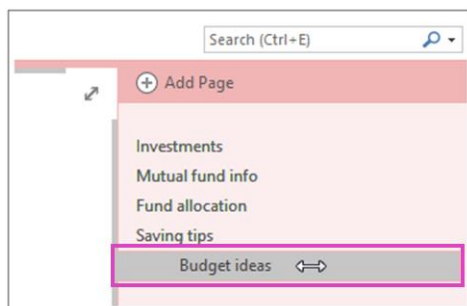 Search (Ctrl+E)
Add Page
Investments
Mutual fund info
Fund allocation
Saving tips
Budget ideas